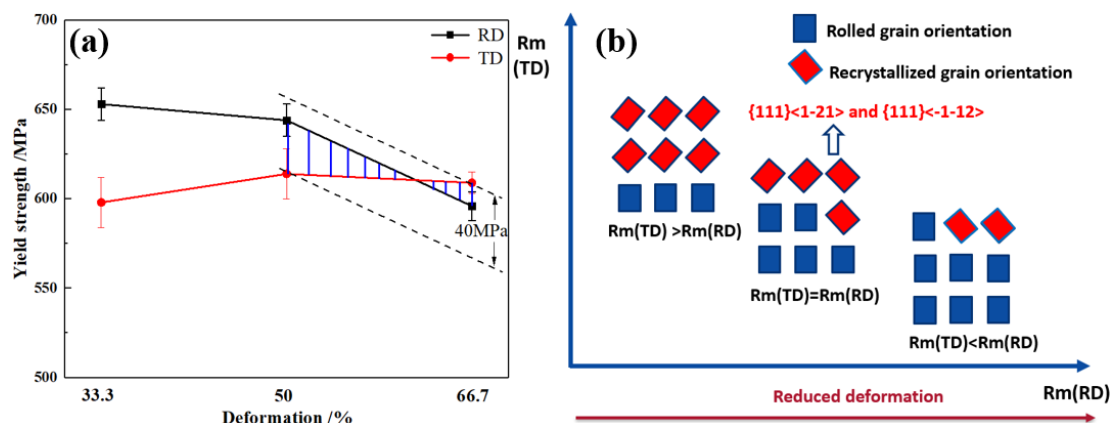 (a)
RD
TD
700
650
600
550
500
Yield strength /MPa
40MPa
33.3
50
66.7
Deformation /%
Rm
(TD)
(b)
Rolled grain orientation
Recrystallized grain orientation
{111}<1-21> and {111}<-1-12>
Rm(TD) >Rm(RD)
Rm(TD)=Rm(RD)
Rm(TD)<Rm(RD)
Rm(RD)
Reduced deformation